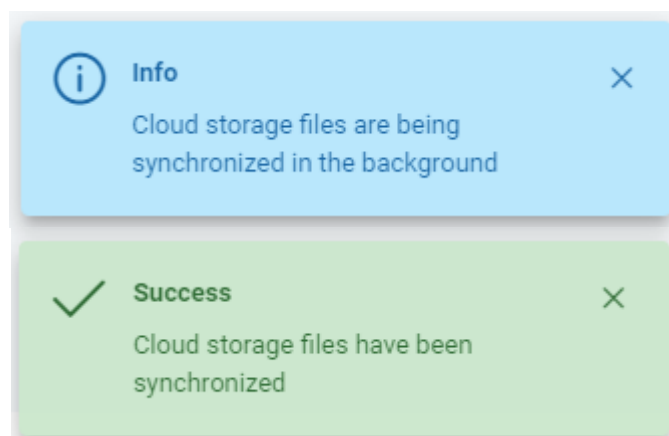 Info
Cloud storage files are being
synchronized in the background
Success
Cloud storage files have been
synchronized